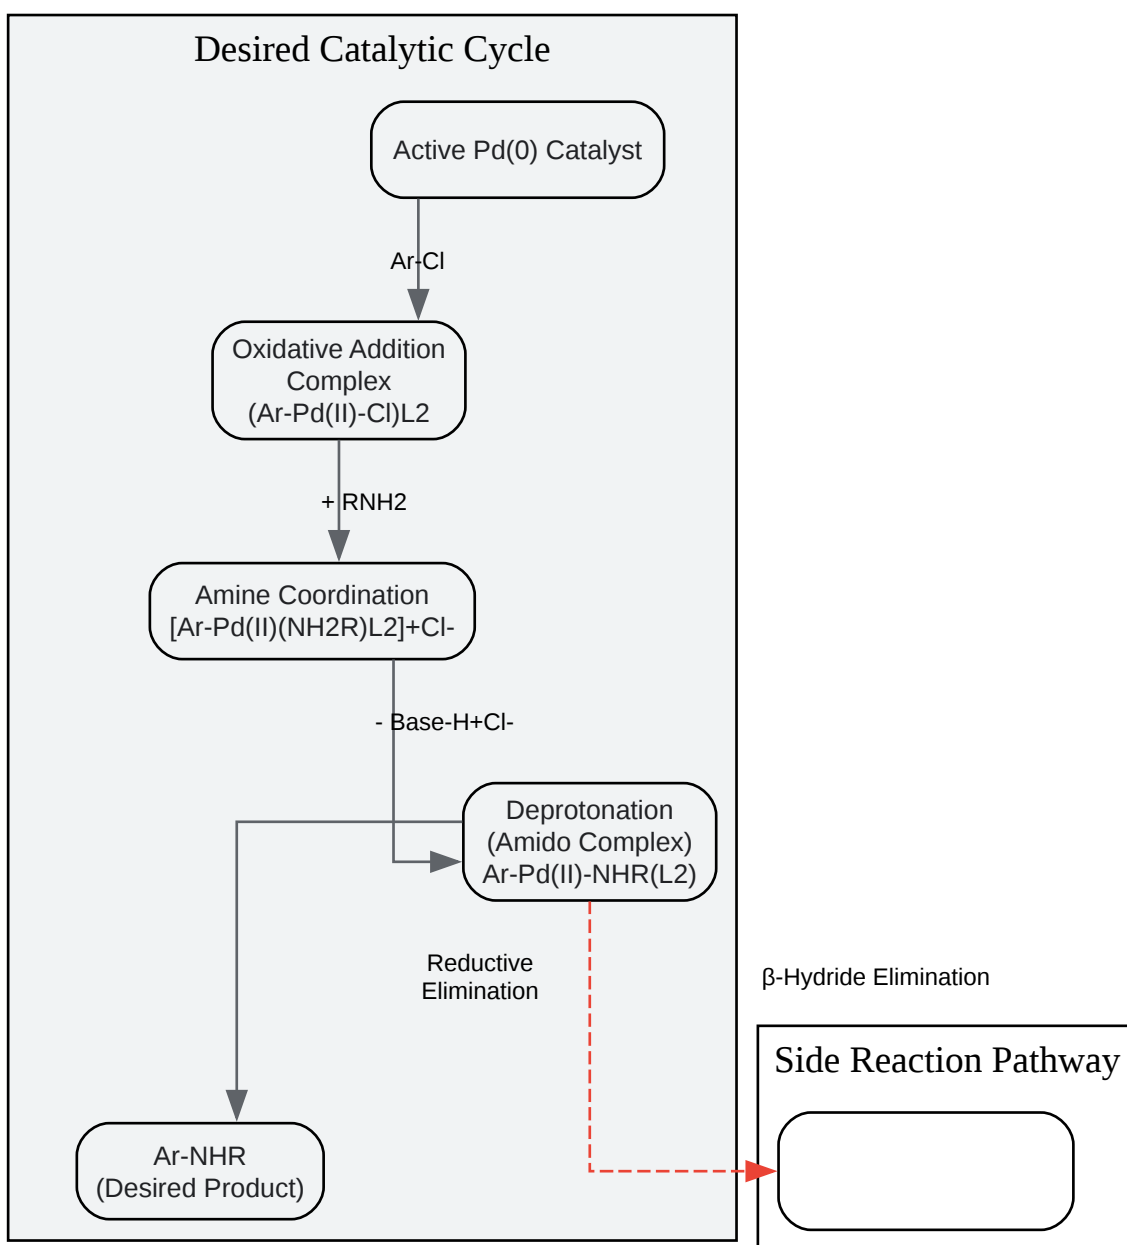 Desired Catalytic Cycle
Active Pd(0) Catalyst
Ar-Cl
Oxidative Addition
Complex
(Ar-Pd(II)-Cl)L2
+ RNH2
Amine Coordination
[Ar-Pd(II)(NH2R)L2]+Cl-
- Base-H+Cl-
Deprotonation
(Amido Complex)
Ar-Pd(II)-NHR(L2)
Reductive
Elimination
β-Hydride Elimination
Side Reaction Pathway
Ar-NHR
(Desired Product)